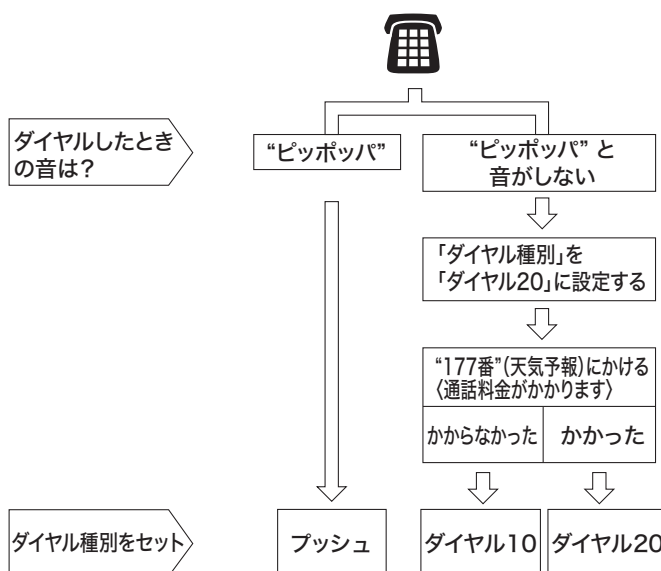 ダイヤルしたとき
の音は？
“ピッポッパ”
“ピッポッパ” と
音がしない
「ダイヤル種別」を
「ダイヤル20」に設定する
“177番”（天気予報）にかける
〈通話料金がかかります〉
かからなかった
かかった
ダイヤル種別をセット
プッシュ
ダイヤル10
ダイヤル20